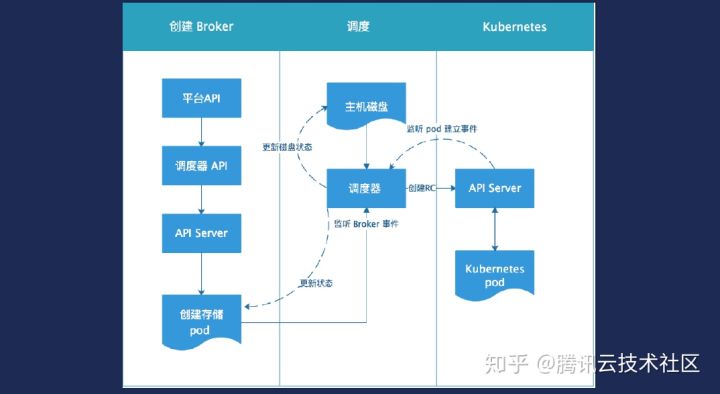 创建 Broker
调度
Kubernetes
平台API
主机磁盘
监听 pod 建立事件
更新磁盘状态
调度器 API
调度器
创建RC
API Server
监听 Broker 事件
API Server
Kubernetes
pod
更新状态
创建存储
pod
知乎 @腾讯云技术社区